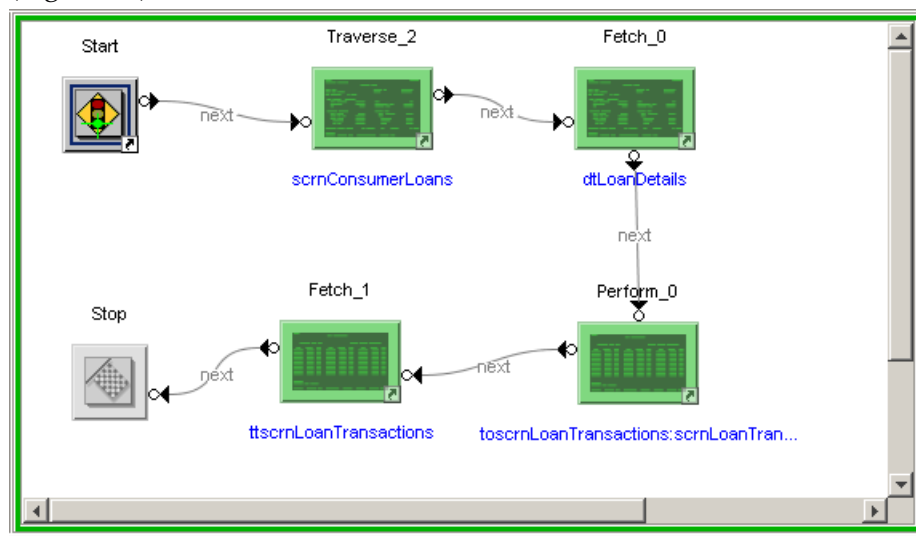 Start
Traverse_2
Fetch_0
next
next
scrnConsumerLoans
dtLoanDetails
next
Stop
Fetch_1
Perform_0
next
next
ttscrnLoanTransactions
toscrnLoanTransactions:scrnLoanTran...